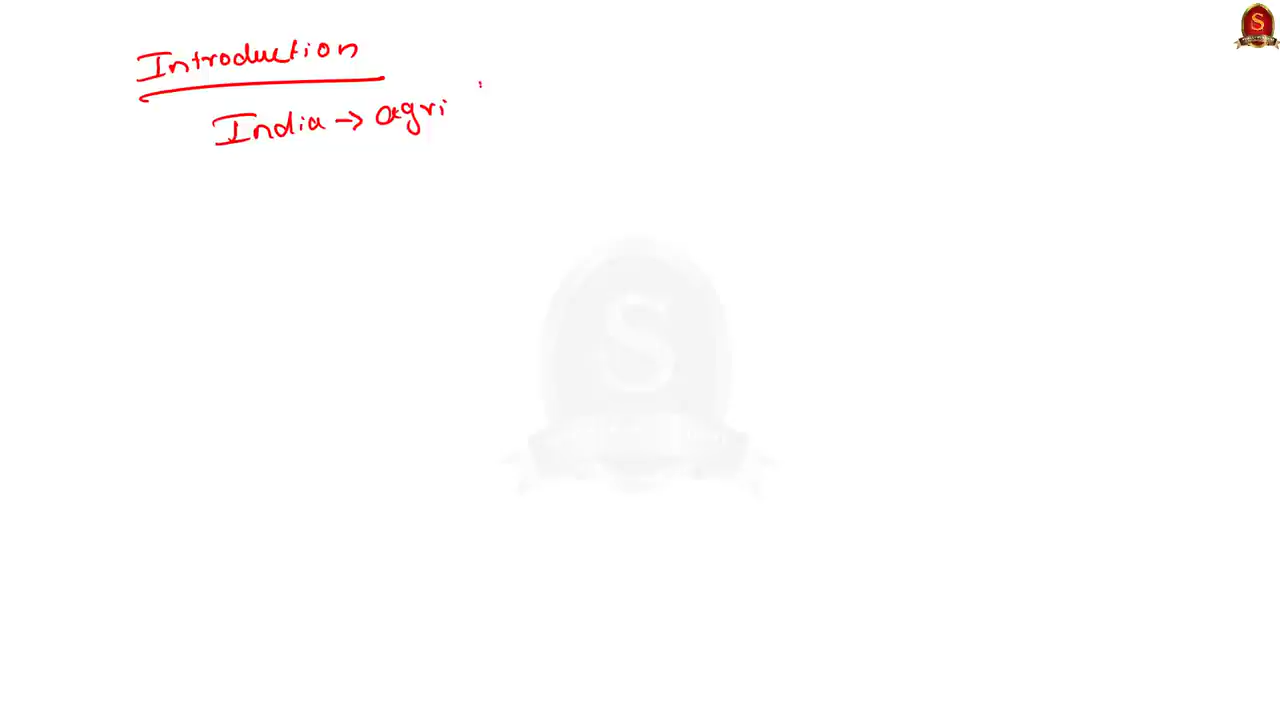 Introduction
India → agri
S
S